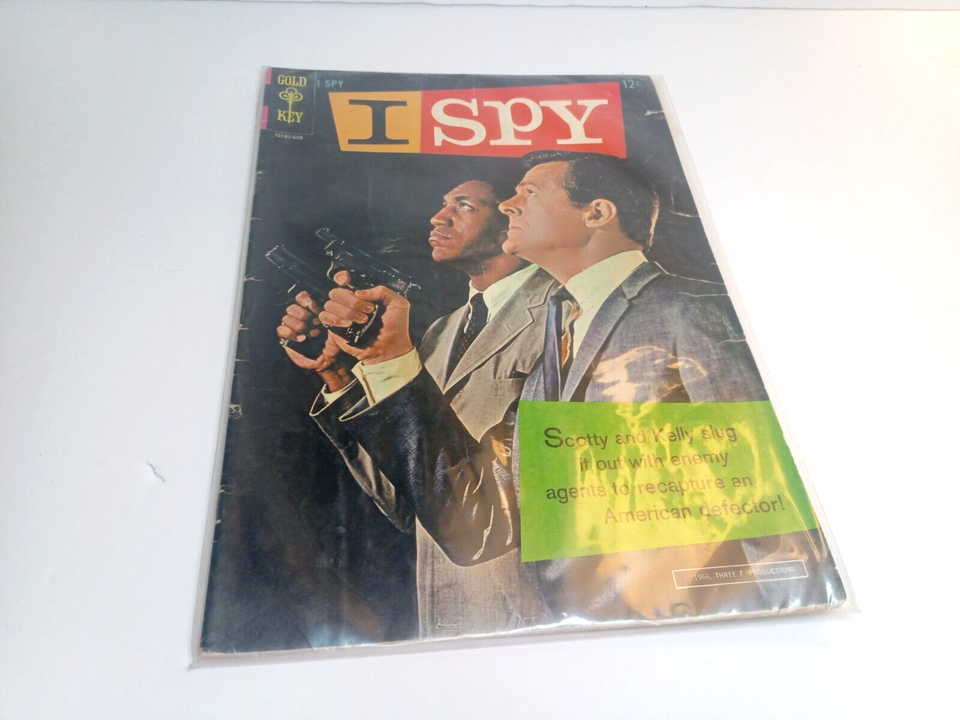 GOLD
KEY
I SPY
12¢
I SPY
Scotty and Kelly slug
it out with enemy
agents to recapture an
American defector!
1966, THREE F PRODUCTIONS